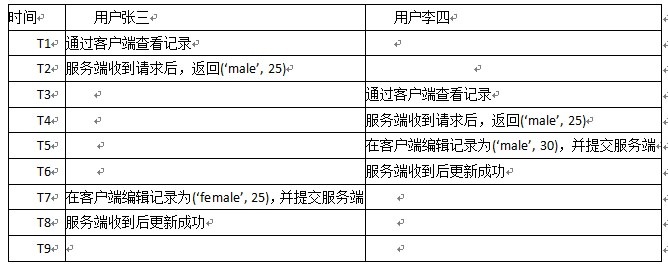 时间 用户张三 用户李四
T1 通过客户端查看记录
T2 服务端收到请求后，返回(‘male’, 25)
T3 通过客户端查看记录
T4 服务端收到请求后，返回(‘male’, 25)
T5 在客户端编辑记录为(‘male’, 30)，并提交服务端
T6 服务端收到后更新成功
T7 在客户端编辑记录为(‘female’, 25)，并提交服务端
T8 服务端收到后更新成功
T9